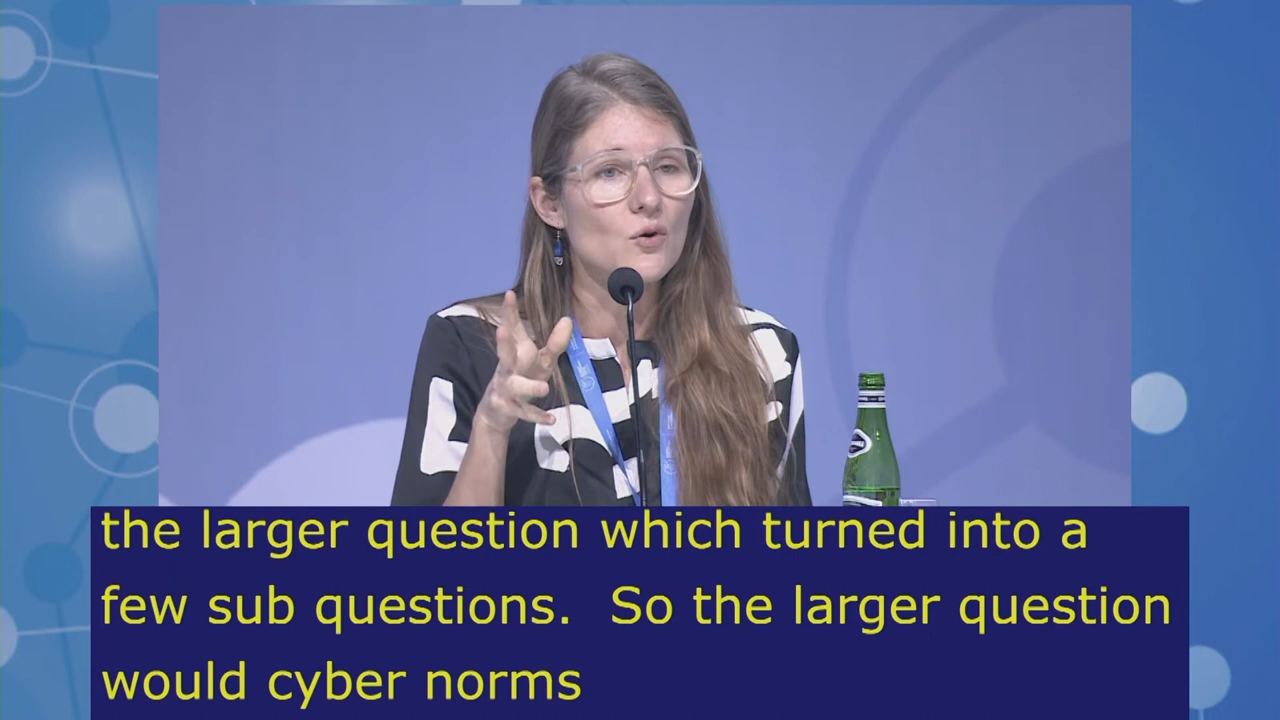 the larger question which turned into a
few sub questions.  So the larger question
would cyber norms